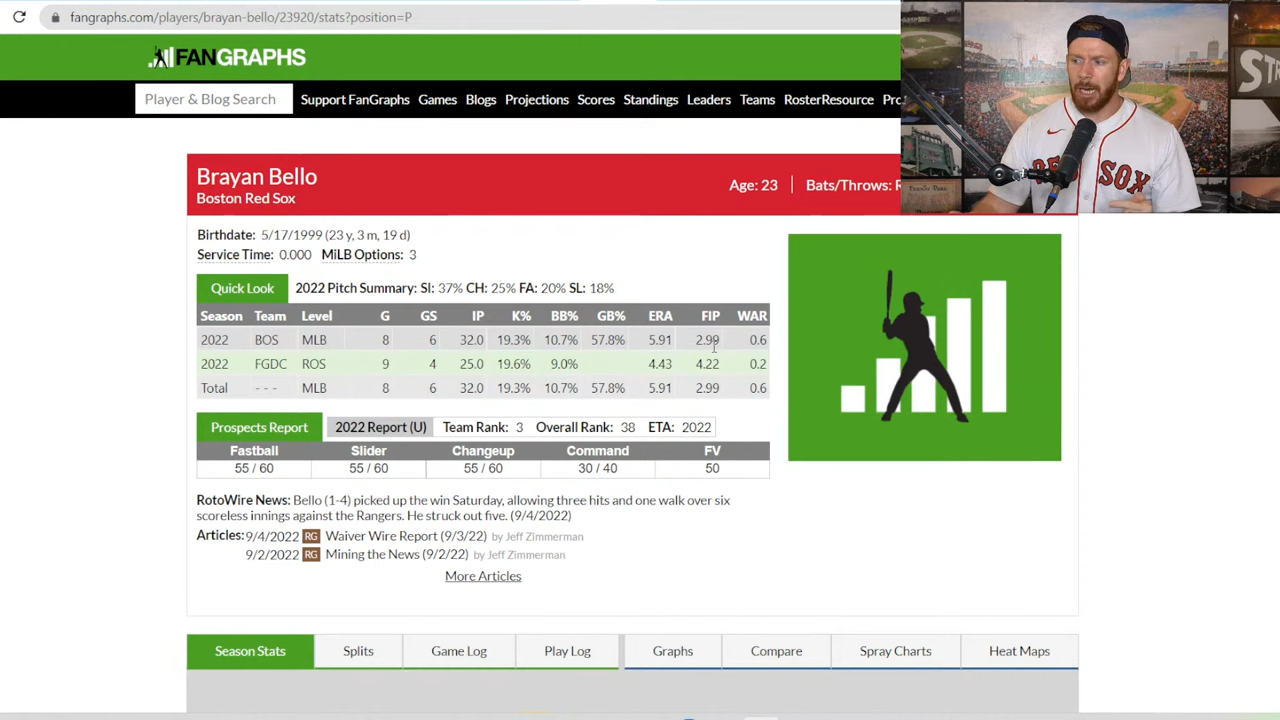 fangraphs.com/players/brayan-bello/23920/stats?position=P
FANGRAPHS
Player & Blog Search Support FanGraphs Games Blogs Projections Scores Standings Leaders Teams RosterResource
Brayan Bello
Boston Red Sox
Age: 23 Bats/Throws:
Birthdate: 5/17/1999 (23 y, 3 m, 19 d)
Service Time: 0.000 MiLB Options: 3
Quick Look 2022 Pitch Summary: SI: 37% CH: 25% FA: 20% SL: 18%
Season Team Level G GS IP K% BB% GB% ERA FIP WAR
2022 BOS MLB 8 6 32.0 19.3% 10.7% 57.8% 5.91 2.99 0.6
2022 FGDC ROS 9 4 25.0 19.6% 9.0% 4.43 4.22 0.2
Total - - - MLB 8 6 32.0 19.3% 10.7% 57.8% 5.91 2.99 0.6
Prospects Report 2022 Report (U) Team Rank: 3 Overall Rank: 38 ETA: 2022
Fastball Slider Changeup Command FV
55 / 60 55 / 60 55 / 60 30 / 40 50
RotoWire News: Bello (1-4) picked up the win Saturday, allowing three hits and one walk over six
scoreless innings against the Rangers. He struck out five. (9/4/2022)
Articles: 9/4/2022 RG Waiver Wire Report (9/3/22) by Jeff Zimmerman
9/2/2022 RG Mining the News (9/2/22) by Jeff Zimmerman
More Articles
Season Stats Splits Game Log Play Log Graphs Compare Spray Charts Heat Maps